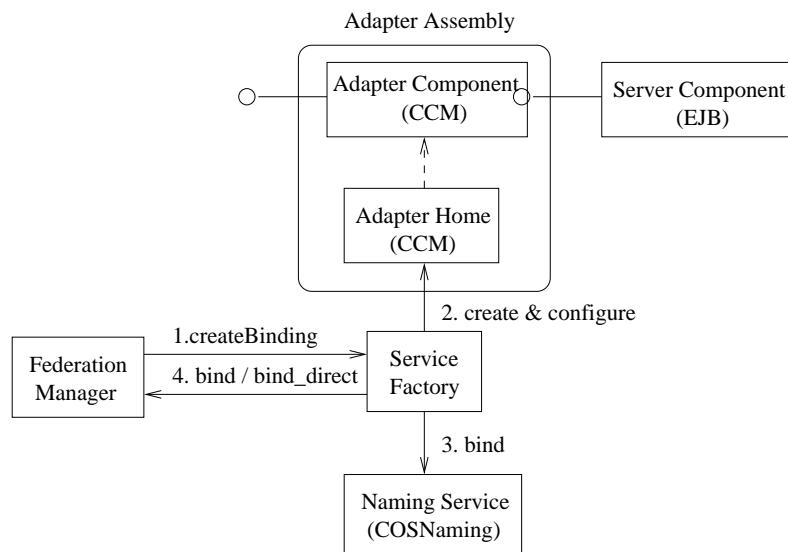 Adapter Assembly
Adapter Component
(CCM)
Server Component
(EJB)
Adapter Home
(CCM)
2. create & configure
1.createBinding
Federation
Manager
4. bind / bind_direct
Service
Factory
3. bind
Naming Service
(COSNaming)